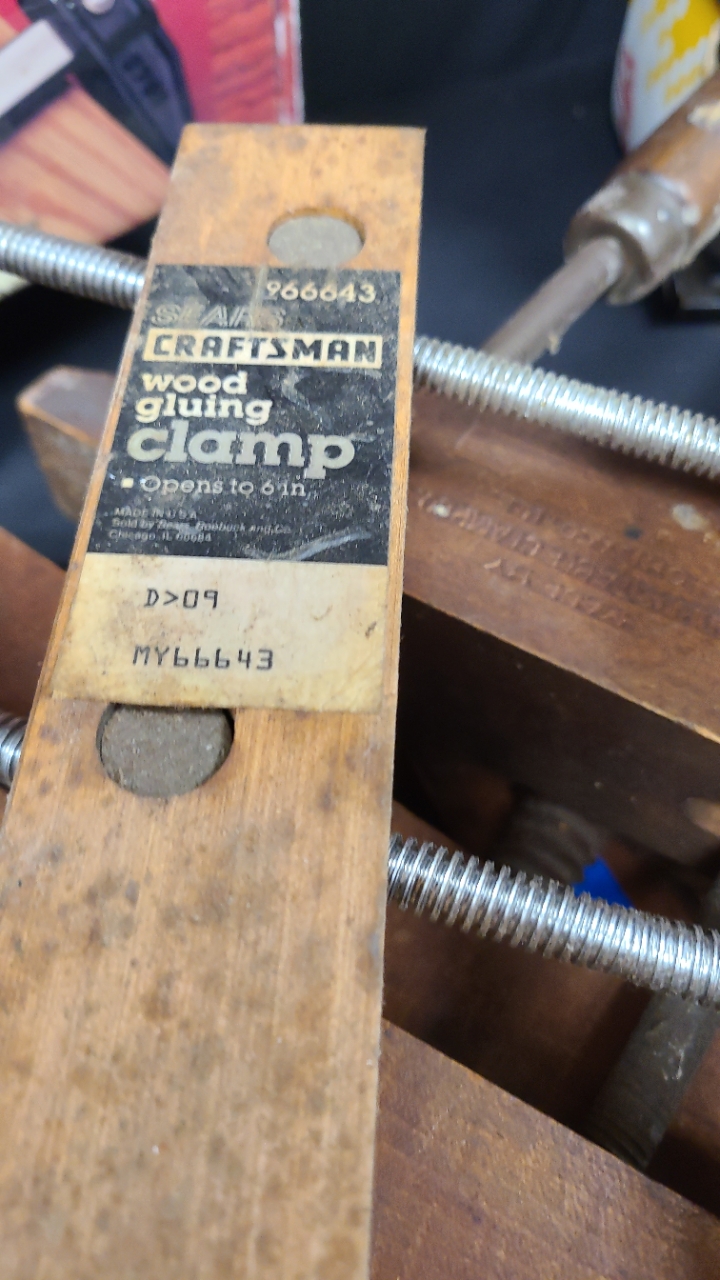 966643
SEARS
CRAFTSMAN
wood
gluing
clamp
Opens to 6 in
MADE IN U.S.A.
Sold by Sears, Roebuck and Co.
Chicago, IL 60684
D>09
MY66643